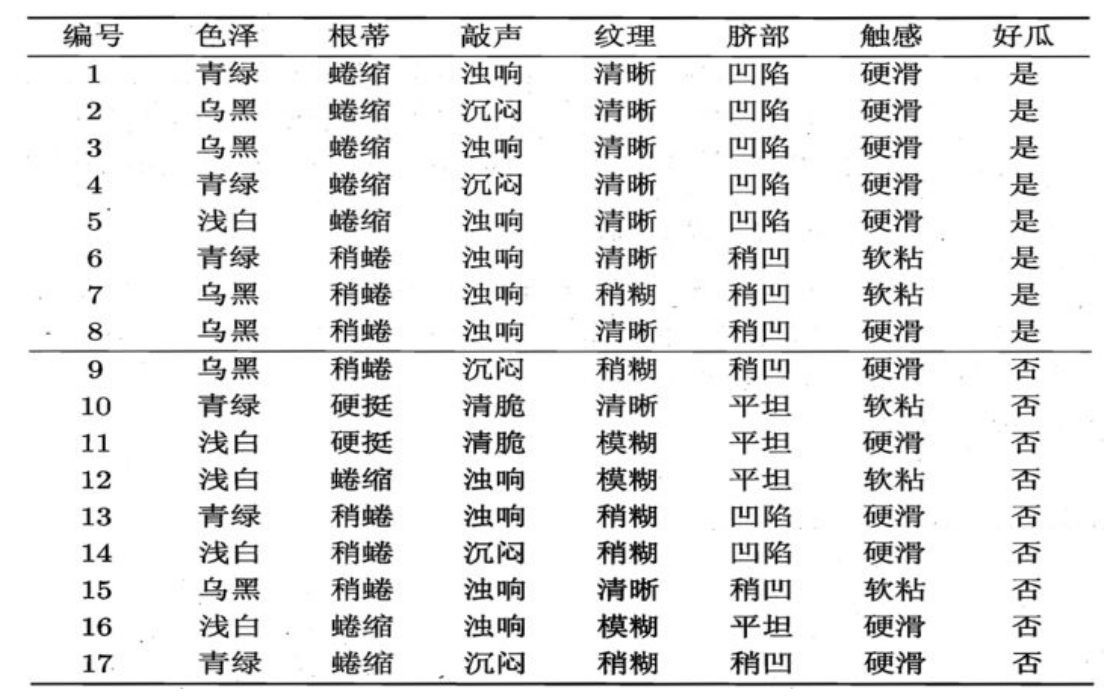 编号 色泽 根蒂 敲声 纹理 脐部 触感 好瓜
1 青绿 蜷缩 浊响 清晰 凹陷 硬滑 是
2 乌黑 蜷缩 沉闷 清晰 凹陷 硬滑 是
3 乌黑 蜷缩 浊响 清晰 凹陷 硬滑 是
4 青绿 蜷缩 沉闷 清晰 凹陷 硬滑 是
5 浅白 蜷缩 浊响 清晰 凹陷 硬滑 是
6 青绿 稍蜷 浊响 清晰 稍凹 软粘 是
7 乌黑 稍蜷 浊响 稍糊 稍凹 软粘 是
8 乌黑 稍蜷 浊响 清晰 稍凹 硬滑 是
9 乌黑 稍蜷 沉闷 稍糊 稍凹 硬滑 否
10 青绿 硬挺 清脆 清晰 平坦 软粘 否
11 浅白 硬挺 清脆 模糊 平坦 硬滑 否
12 浅白 蜷缩 浊响 模糊 平坦 软粘 否
13 青绿 稍蜷 浊响 稍糊 凹陷 硬滑 否
14 浅白 稍蜷 沉闷 稍糊 凹陷 硬滑 否
15 乌黑 稍蜷 浊响 清晰 稍凹 软粘 否
16 浅白 蜷缩 浊响 模糊 平坦 硬滑 否
17 青绿 蜷缩 沉闷 稍糊 稍凹 硬滑 否